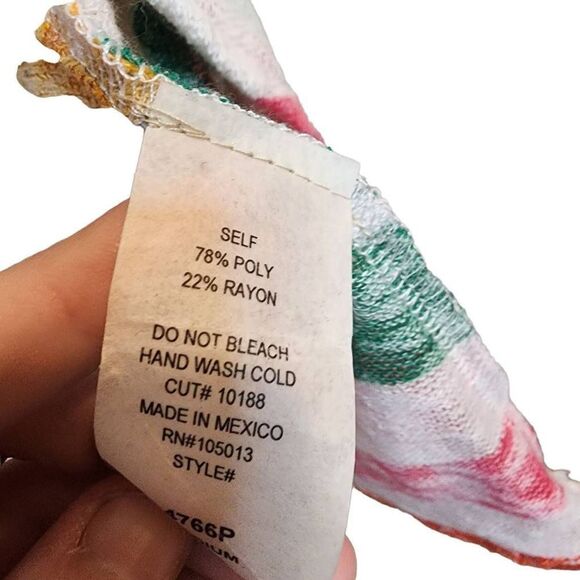 SELF
78% POLY
22% RAYON
DO NOT BLEACH
HAND WASH COLD
CUT# 10188
MADE IN MEXICO
RN#105013
STYLE#
4766P